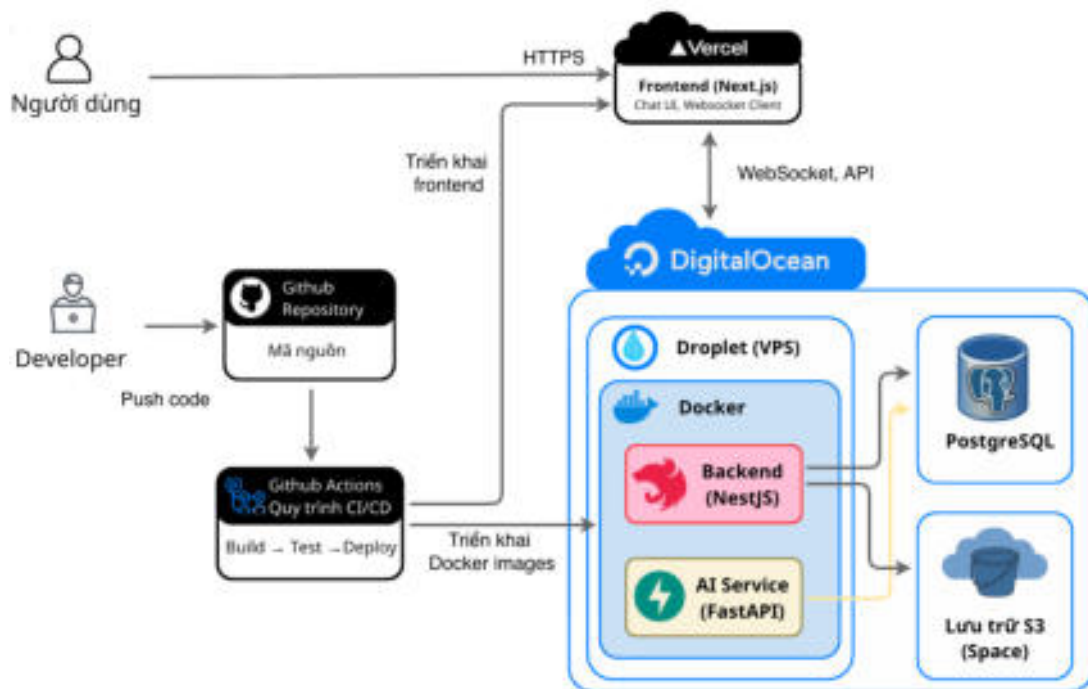 Vercel
HTTPS
Frontend (Next.js)
Chat UI, Websocket Client
Người dùng
Triển khai
frontend
WebSocket, API
DigitalOcean
Github
Repository
Mã nguồn
Developer
Push code
Droplet (VPS)
Docker
PostgreSQL
Backend
(NestJS)
Github Actions
Quy trình CI/CD
Build → Test →Deploy
Triển khai
Docker images
AI Service
(FastAPI)
Lưu trữ S3
(Space)